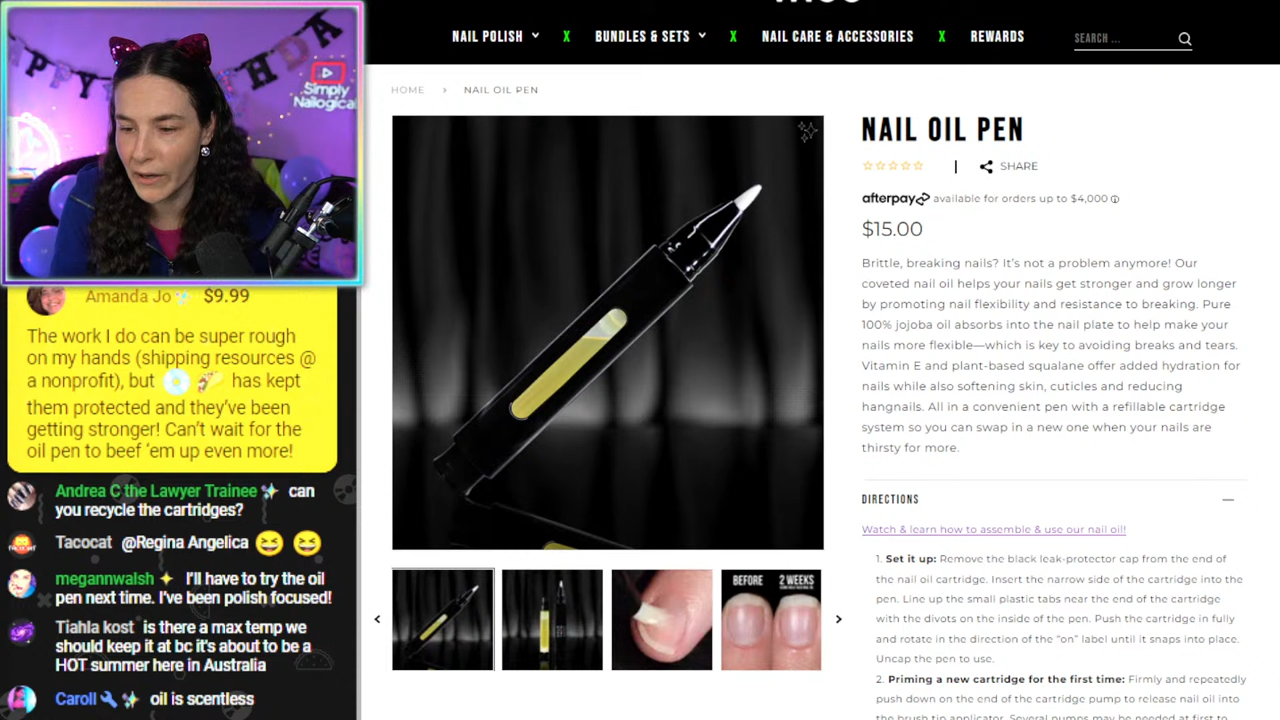 NAIL POLISH X BUNDLES & SETS X NAIL CARE & ACCESSORIES X REWARDS SEARCH ...
Simply
Nailogical
HOME › NAIL OIL PEN
NAIL OIL PEN
| SHARE
afterpay available for orders up to $4,000
$15.00
Brittle, breaking nails? It’s not a problem anymore! Our
coveted nail oil helps your nails get stronger and grow longer
by promoting nail flexibility and resistance to breaking. Pure
100% jojoba oil absorbs into the nail plate to help make your
nails more flexible—which is key to avoiding breaks and tears.
Vitamin E and plant-based squalane offer added hydration for
nails while also softening skin, cuticles and reducing
hangnails. All in a convenient pen with a refillable cartridge
system so you can swap in a new one when your nails are
thirsty for more.
DIRECTIONS
Watch & learn how to assemble & use our nail oil!
1. Set it up: Remove the black leak-protector cap from the end of
the nail oil cartridge. Insert the narrow side of the cartridge into the
pen. Line up the small plastic tabs near the end of the cartridge
with the divots on the inside of the pen. Push the cartridge in fully
and rotate in the direction of the “on” label until it snaps into place.
Uncap the pen to use.
2. Priming a new cartridge for the first time: Firmly and repeatedly
push down on the end of the cartridge pump to release nail oil into
the brush tip applicator. Several pumps may be needed at first to
BEFORE 2 WEEKS
Amanda Jo $9.99
The work I do can be super rough
on my hands (shipping resources @
a nonprofit), but 💿 🌮 has kept
them protected and they’ve been
getting stronger! Can’t wait for the
oil pen to beef ‘em up even more!
Andrea C the Lawyer Trainee can
you recycle the cartridges?
Tacocat @Regina Angelica 😆 😆
megannwalsh I’ll have to try the oil
pen next time. I’ve been polish focused!
Tiahla kost is there a max temp we
should keep it at bc it’s about to be a
HOT summer here in Australia
Caroll oil is scentless